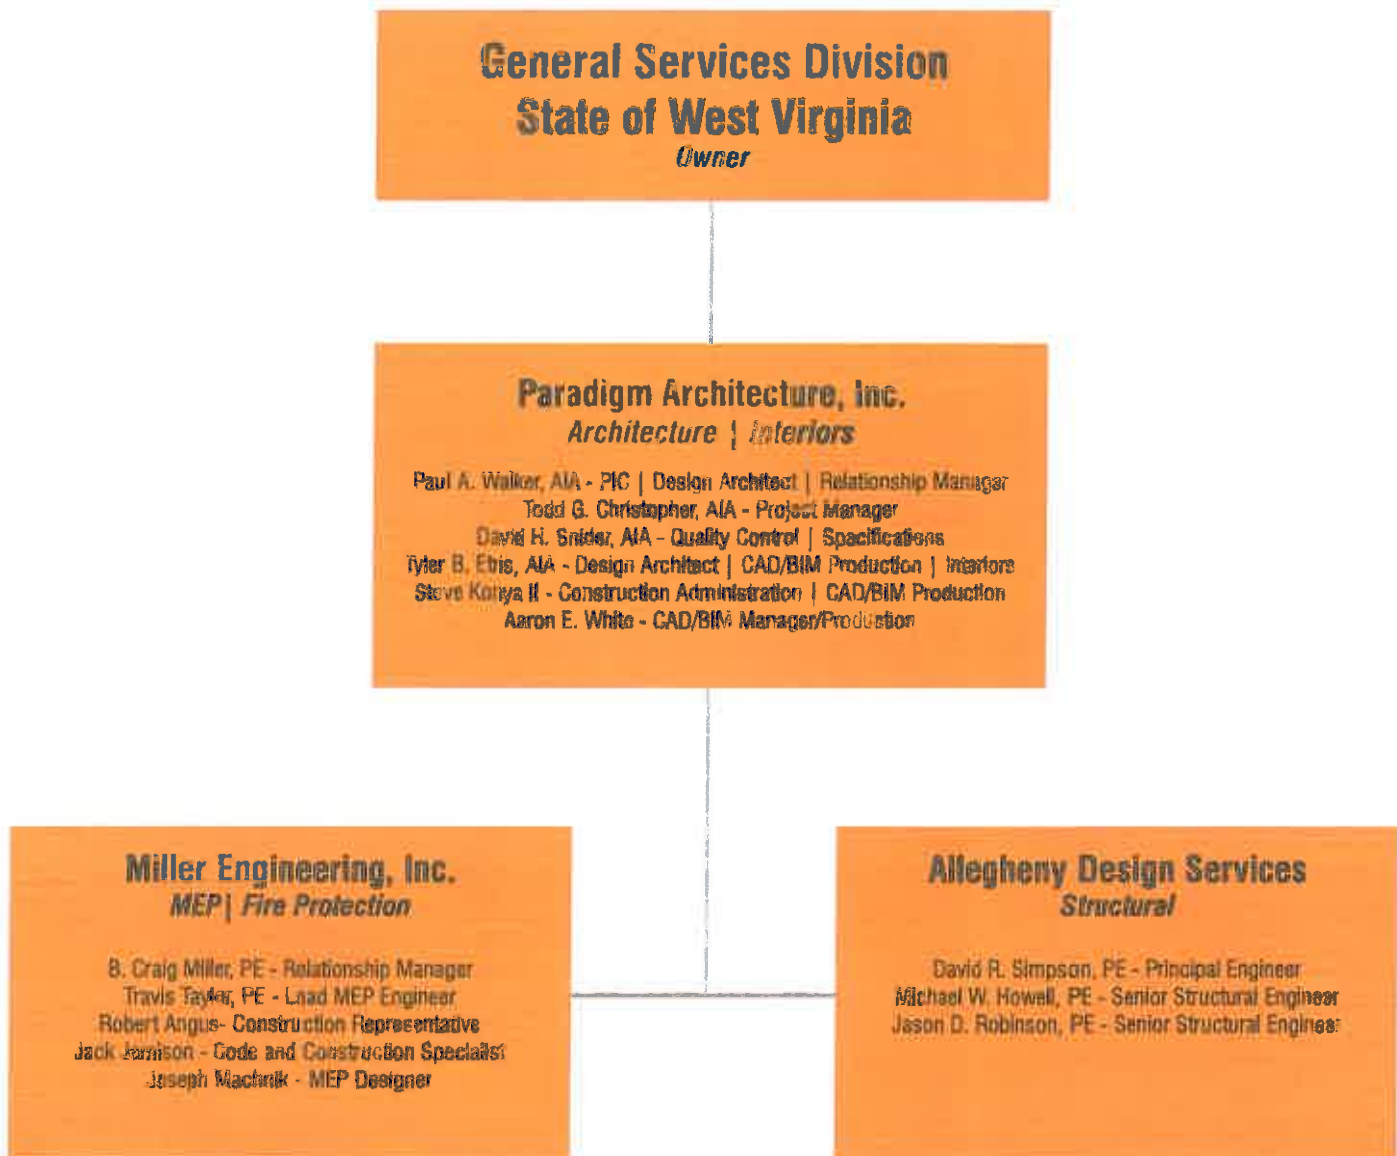 General Services Division
State of West Virginia
Owner
Paradigm Architecture, Inc.
Architecture | Interiors
Paul A. Walker, AIA - PIC | Design Architect | Relationship Manager
Todd G. Christopher, AIA - Project Manager
David H. Snider, AIA - Quality Control | Specifications
Tyler B. AIA - Design Architect | CAD/BIM Production | Interiors
Steve II - Construction Administration | CAD/BIM Production
Aaron E. White - CAD/BIM Manager/Production
Miller Engineering, Inc.
MEP| Fire Protection
B. Craig Miller, PE - Relationship Manager
Travis Taylor, PE - Lead MEP Engineer
Robert Angus- Construction Representative
Jack Jamison - Code and Construction Specialist
Joseph Machnik - MEP Designer
Allegheny Design Services
Structural
David R. Simpson, PE - Principal Engineer
Michael W. Howell, PE - Senior Structural Engineer
Jason D. Robinson, PE - Senior Structural Engineer